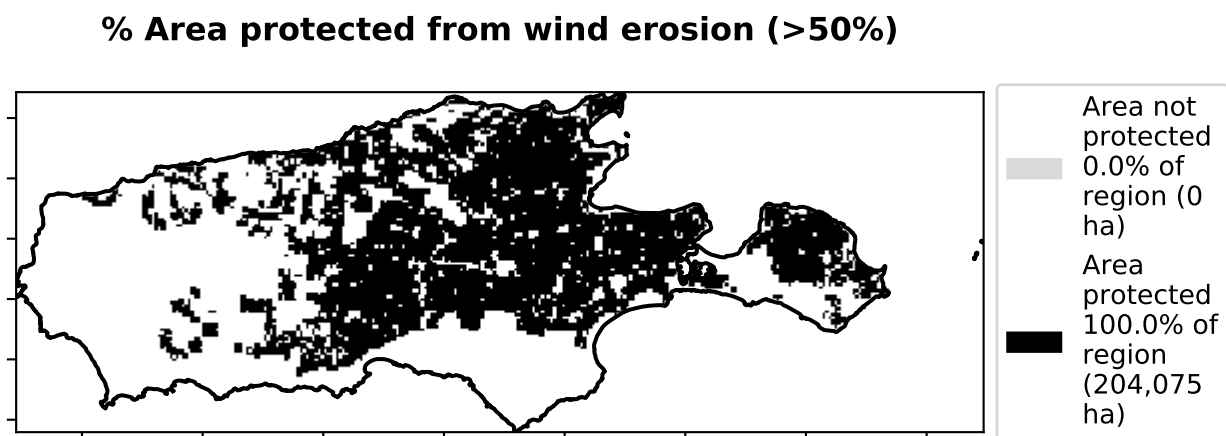 % Area protected from wind erosion (>50%)
Area not
protected
0.0% of
region (0
ha)
Area
protected
100.0% of
region
(204,075
ha)